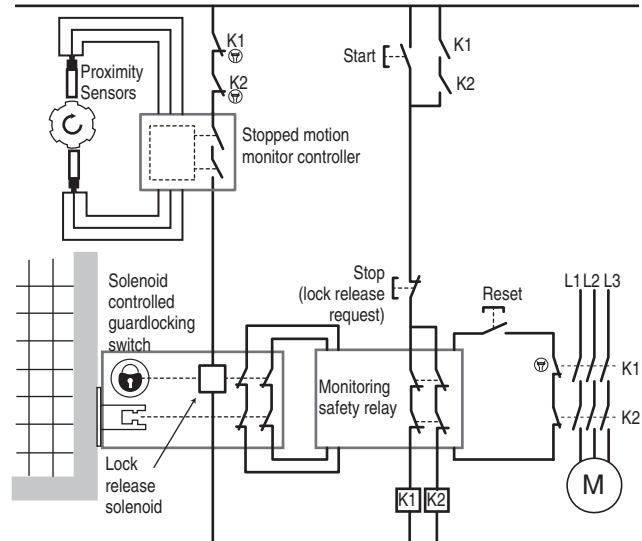 K1
K2
Proximity
Sensors
Stopped motion
monitor controller
Start
K1
K2
Solenoid
controlled
guardlocking
switch
Stop
(lock release
request)
Reset
L1 L2 L3
K1
K2
Monitoring
safety relay
Lock
release
solenoid
K1
K2
M